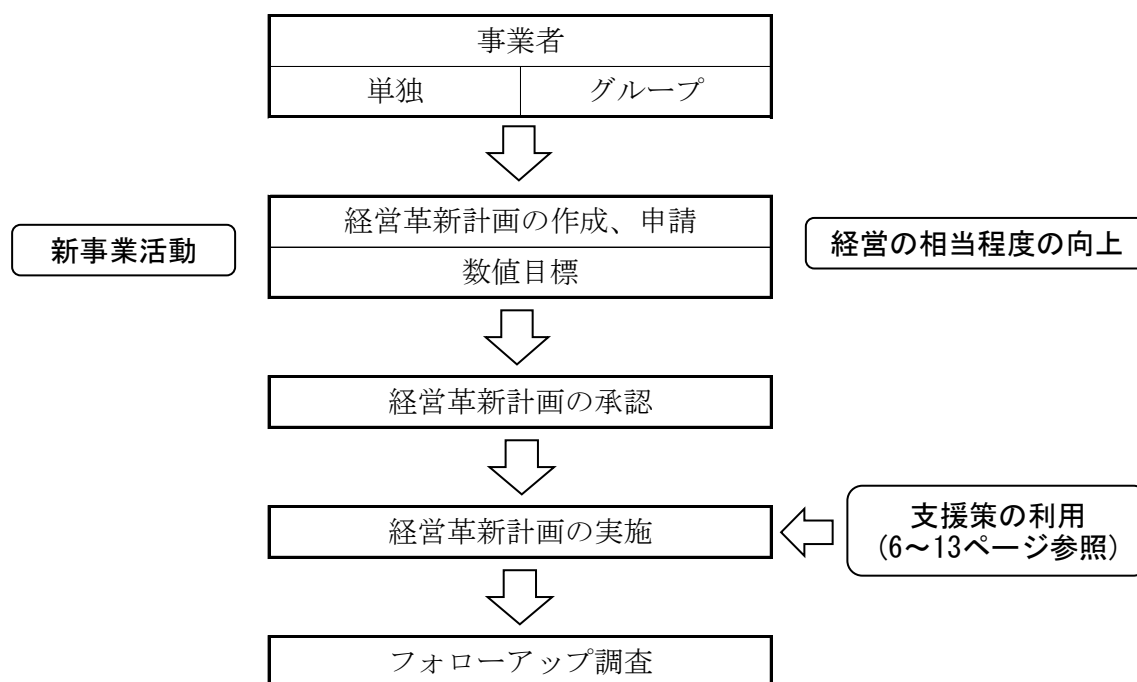 事業者
単独
グループ
経営革新計画の作成、申請
新事業活動
経営の相当程度の向上
数値目標
経営革新計画の承認
経営革新計画の実施
支援策の利用
(6～13ページ参照)
フォローアップ調査